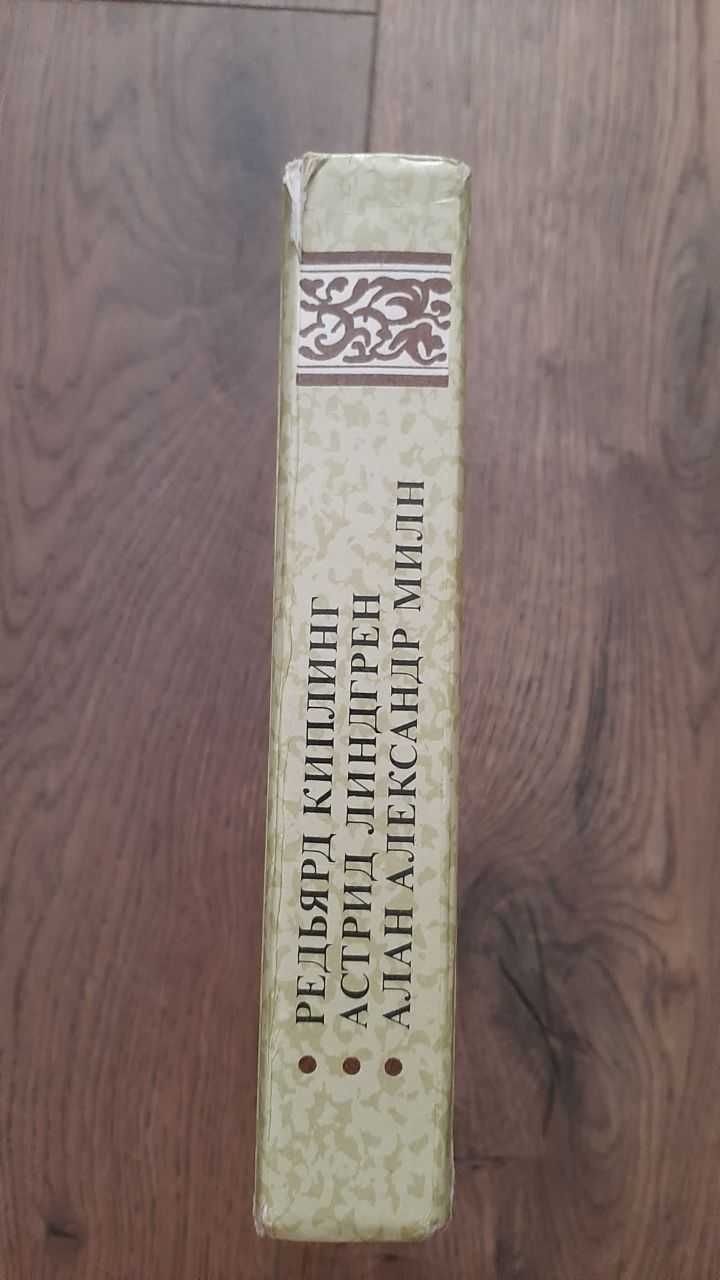 РЕДЬЯРД КИПЛИНГ
АСТРИД ЛИНДГРЕН
АЛАН АЛЕКСАНДР МИЛН